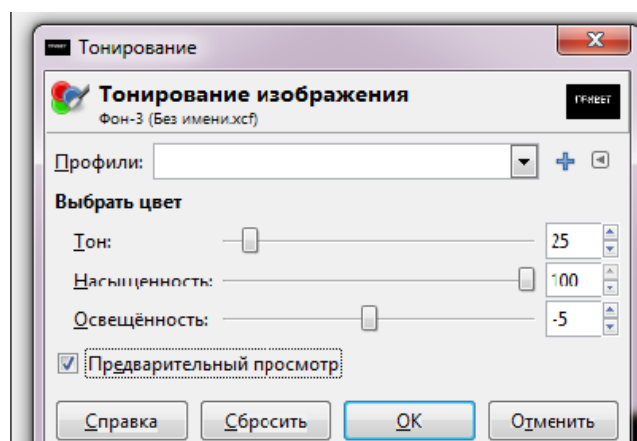 Тонирование
Тонирование изображения
Фон-3 (Без имени.xcf)
ПРИВЕТ
Профили:
Выбрать цвет
Тон: 25
Насыщенность: 100
Освещённость: -5
Предварительный просмотр
Справка Сбросить OK Отменить